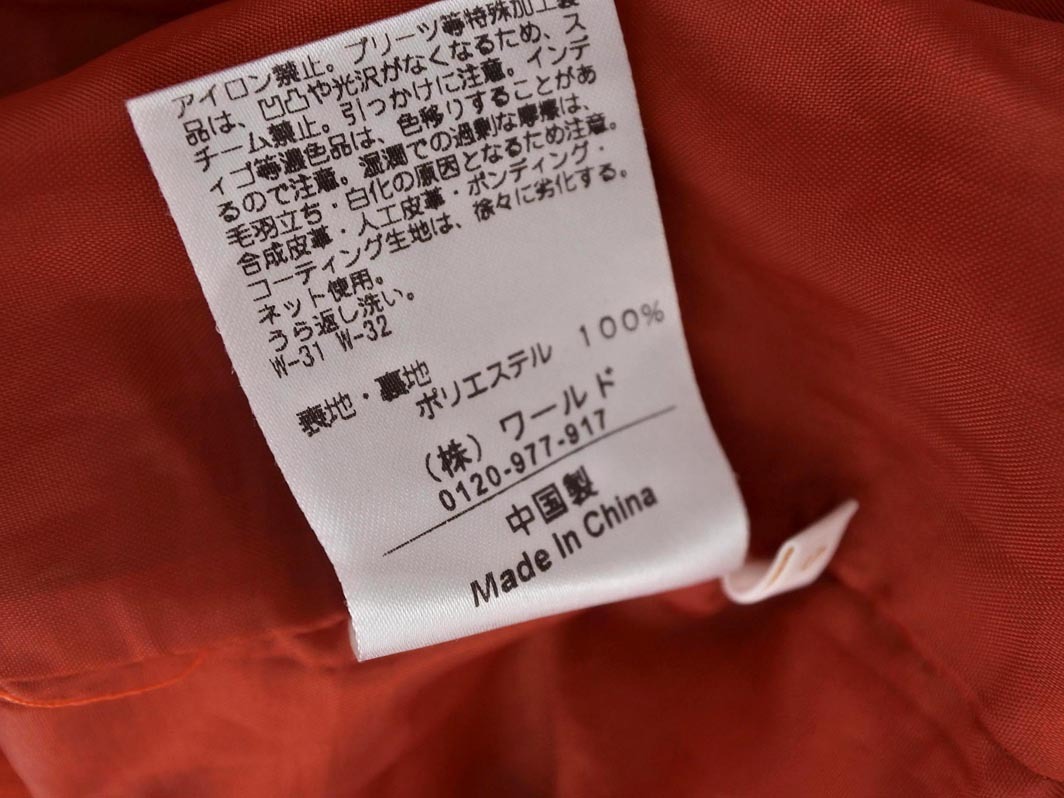 アイロン禁止。プリーツ等特殊加工製
品は、凹凸や光沢がなくなるため、ス
チーム禁止。引っかけに注意。インデ
ィゴ等濃色品は、色移りすることがあ
るので注意。湿潤での過剰な摩擦は、
毛羽立ち・白化の原因となるため注意。
合成皮革・人工皮革・ボンディング・
コーティング生地は、徐々に劣化する。
ネット使用。
うら返し洗い。
W-31 W-32
表地・裏地
ポリエステル 100%
(株) ワールド
0120-977-917
中国製
Made In China